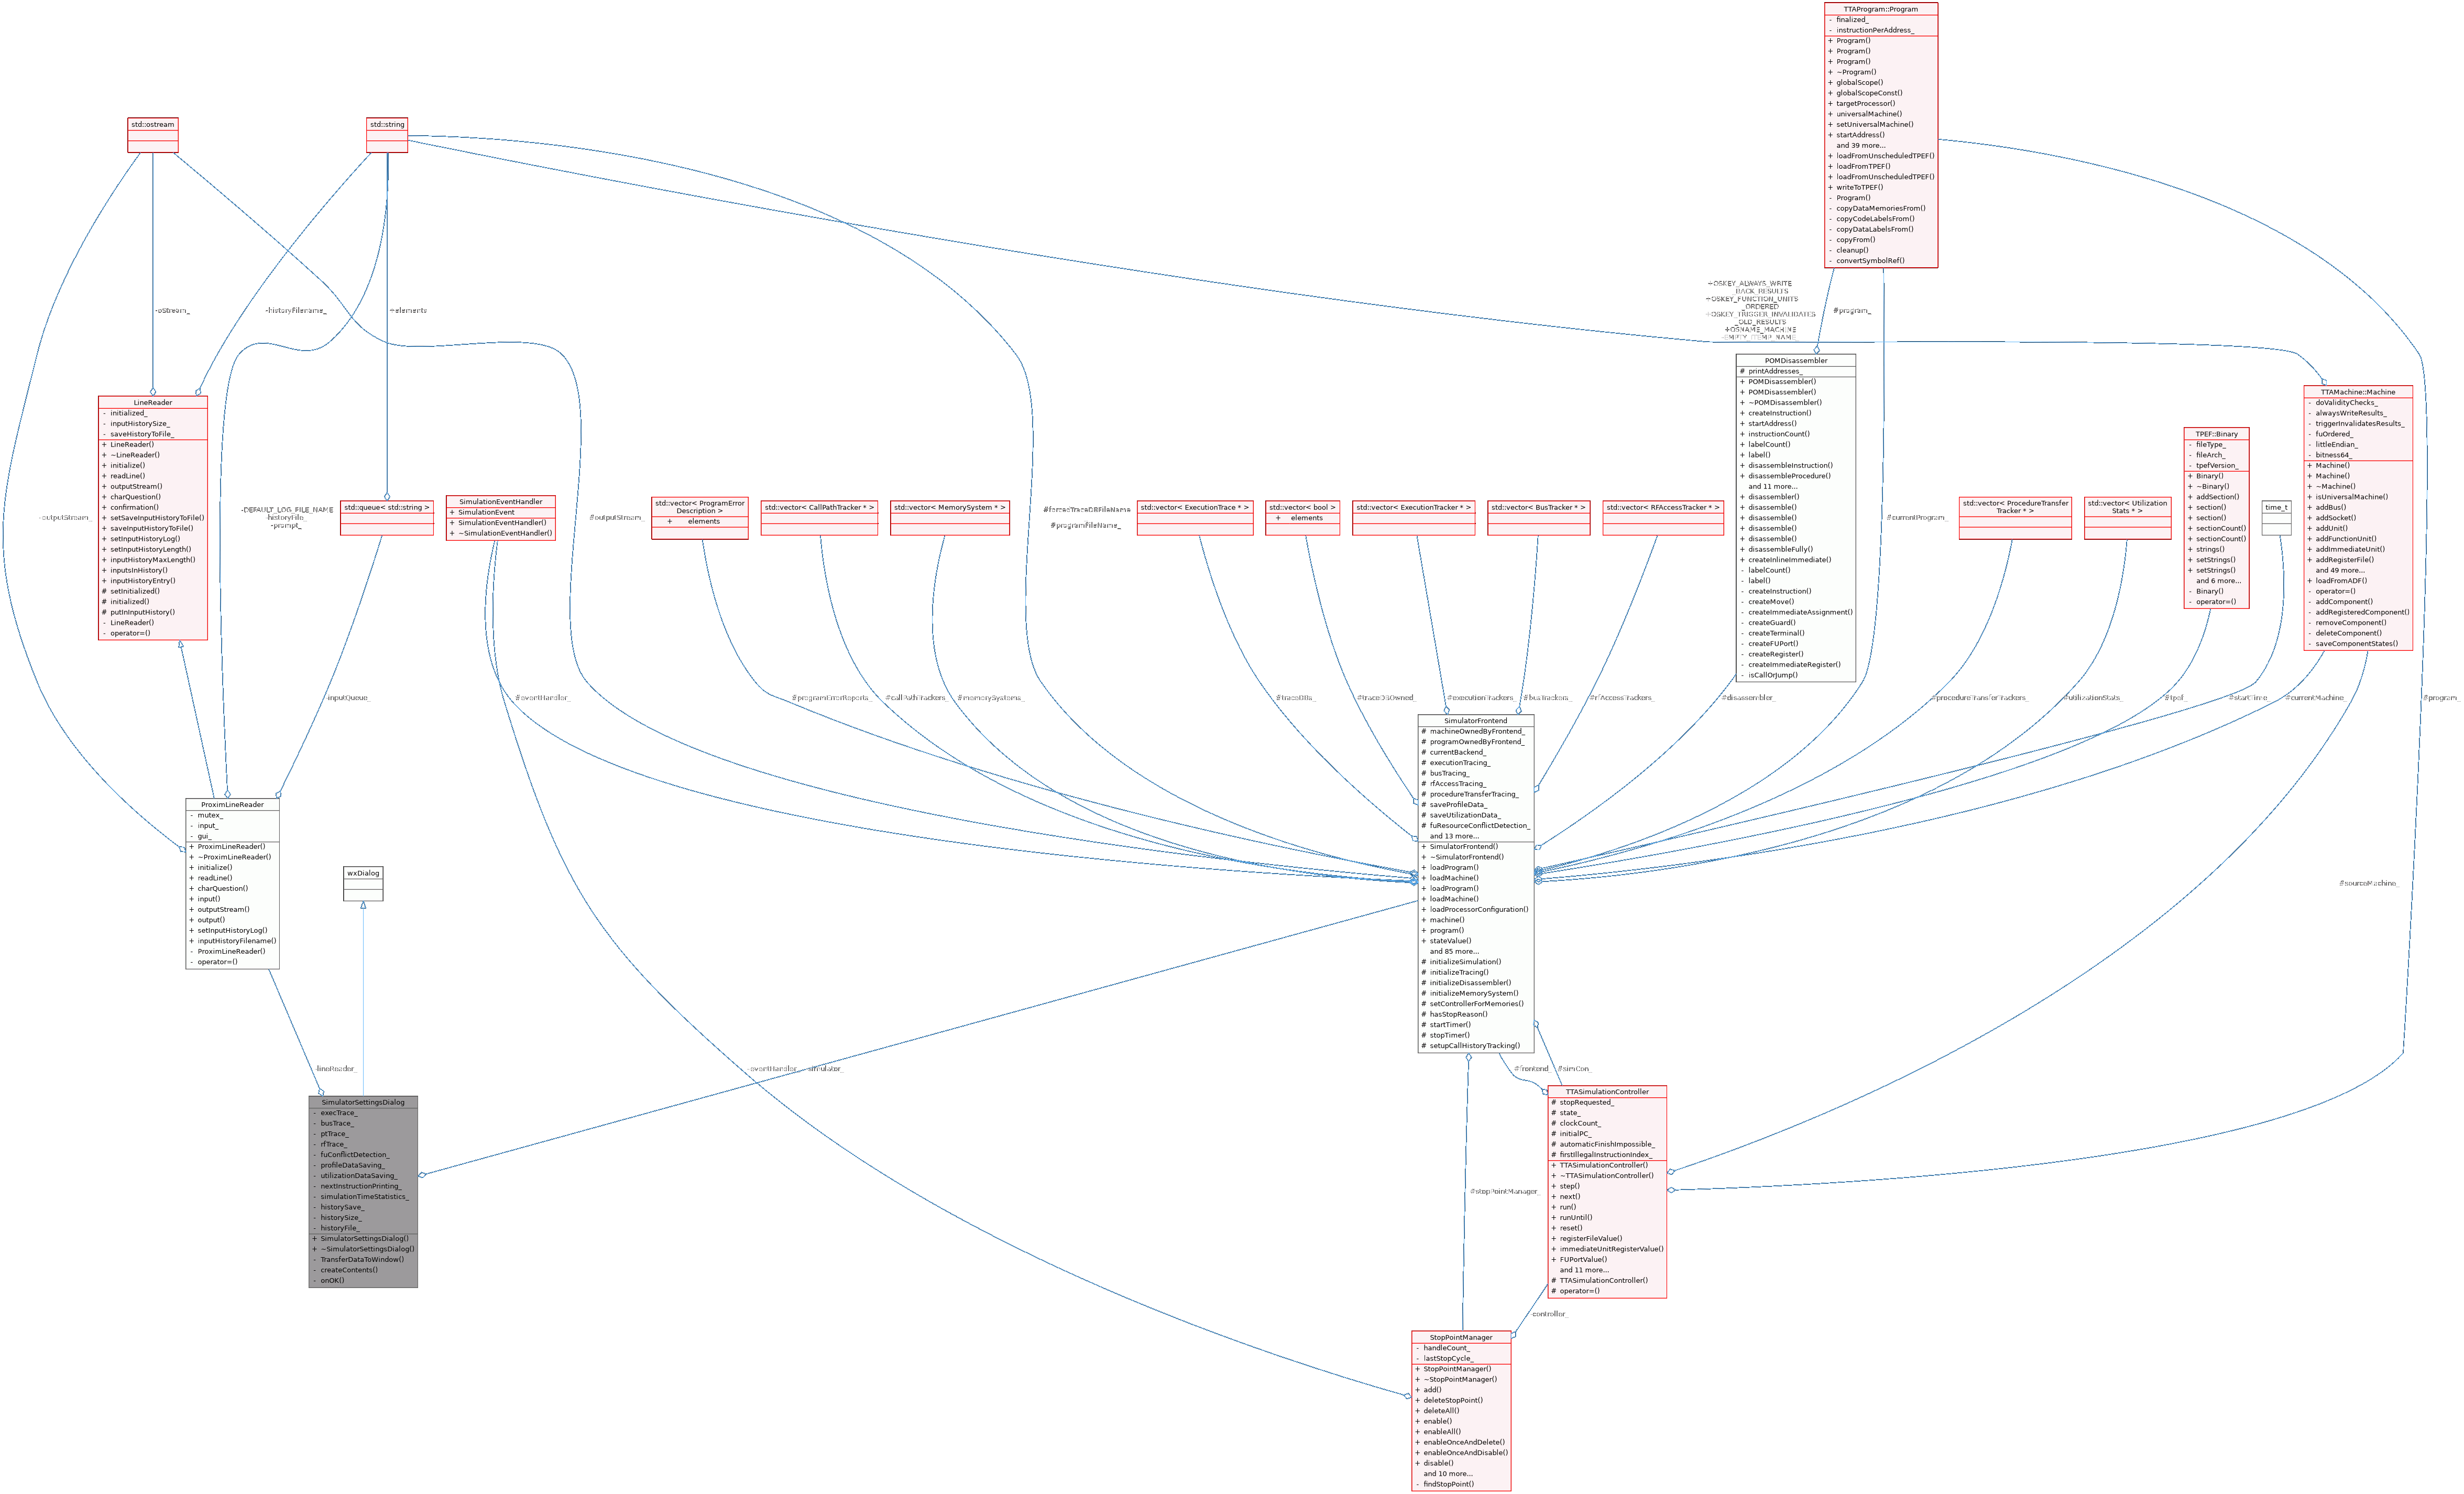 TTAProgram::Program
- finalized_
- instructionPerAddress_
+ Program()
+ Program()
+ Program()
+ ~Program()
+ globalScope()
+ globalScopeConst()
+ targetProcessor()
+ universalMachine()
+ setUniversalMachine()
+ startAddress()
and 39 more...
+ loadFromUnscheduledTPEF()
+ loadFromTPEF()
+ loadFromUnscheduledTPEF()
+ writeToTPEF()
- Program()
- copyDataMemoriesFrom()
- copyCodeLabelsFrom()
- copyDataLabelsFrom()
- copyFrom()
- cleanup()
- convertSymbolRef()
std::ostream
std::string
-oStream_
-historyFilename_
+elements
+OSKEY_ALWAYS_WRITE
_BACK_RESULTS
+OSKEY_FUNCTION_UNITS
_ORDERED
+OSKEY_TRIGGER_INVALIDATES
_OLD_RESULTS
+OSNAME_MACHINE
-EMPTY_ITEMP_NAME_
#program_
POMDisassembler
# printAddresses_
+ POMDisassembler()
+ POMDisassembler()
+ ~POMDisassembler()
+ createInstruction()
+ startAddress()
+ instructionCount()
+ labelCount()
+ label()
+ disassembleInstruction()
+ disassembleProcedure()
and 11 more...
+ disassembler()
+ disassemble()
+ disassemble()
+ disassemble()
+ disassemble()
+ disassembleFully()
+ createInlineImmediate()
- labelCount()
- label()
- createInstruction()
- createMove()
- createImmediateAssignment()
- createGuard()
- createTerminal()
- createFUPort()
- createRegister()
- createImmediateRegister()
- isCallOrJump()
TTAMachine::Machine
- doValidityChecks_
- alwaysWriteResults_
- triggerInvalidatesResults_
- fuOrdered_
- littleEndian_
- bitness64_
+ Machine()
+ Machine()
+ ~Machine()
+ isUniversalMachine()
+ addBus()
+ addSocket()
+ addUnit()
+ addFunctionUnit()
+ addImmediateUnit()
+ addRegisterFile()
and 49 more...
+ loadFromADF()
- operator=()
- addComponent()
- addRegisteredComponent()
- removeComponent()
- deleteComponent()
- saveComponentStates()
LineReader
- initialized_
- inputHistorySize_
- saveHistoryToFile_
+ LineReader()
+ ~LineReader()
+ initialize()
+ readLine()
+ outputStream()
+ charQuestion()
+ confirmation()
+ setSaveInputHistoryToFile()
+ saveInputHistoryToFile()
+ setInputHistoryLog()
+ setInputHistoryLength()
+ inputHistoryMaxLength()
+ inputsInHistory()
+ inputHistoryEntry()
# setInitialized()
# initialized()
# putInInputHistory()
- LineReader()
- operator=()
TPEF::Binary
- fileType_
- fileArch_
- tpefVersion_
+ Binary()
+ ~Binary()
+ addSection()
+ section()
+ section()
+ sectionCount()
+ sectionCount()
+ strings()
+ setStrings()
+ setStrings()
and 6 more...
- Binary()
- operator=()
-outputStream_
-DEFAULT_LOG_FILE_NAME
-historyFile_
-prompt_
std::queue< std::string >
SimulationEventHandler
+ SimulationEvent
+ SimulationEventHandler()
+ ~SimulationEventHandler()
#outputStream_
std::vector< ProgramError
Description >
+ elements
std::vector< CallPathTracker * >
std::vector< MemorySystem * >
#forcedTraceDBFileName
_
#programFileName_
std::vector< ExecutionTrace * >
std::vector< bool >
+ elements
std::vector< ExecutionTracker * >
std::vector< BusTracker * >
std::vector< RFAccessTracker * >
#currentProgram_
std::vector< ProcedureTransfer
Tracker * >
std::vector< Utilization
Stats * >
time_t
-inputQueue_
#eventHandler_
#programErrorReports_
#callPathTrackers_
#memorySystems_
#traceDBs_
#traceDBOwned_
#executionTrackers_
#busTrackers_
#rfAccessTrackers_
#disassembler_
#procedureTransferTrackers_
#utilizationStats_
#tpef_
#startTime_
#currentMachine_
#program_
SimulatorFrontend
# machineOwnedByFrontend_
# programOwnedByFrontend_
# currentBackend_
# executionTracing_
# busTracing_
# rfAccessTracing_
# procedureTransferTracing_
# saveProfileData_
# saveUtilizationData_
# fuResourceConflictDetection_
and 13 more...
+ SimulatorFrontend()
+ ~SimulatorFrontend()
+ loadProgram()
+ loadMachine()
+ loadProgram()
+ loadMachine()
+ loadProcessorConfiguration()
+ machine()
+ program()
+ stateValue()
and 85 more...
# initializeSimulation()
# initializeTracing()
# initializeDisassembler()
# initializeMemorySystem()
# setControllerForMemories()
# hasStopReason()
# startTimer()
# stopTimer()
# setupCallHistoryTracking()
ProximLineReader
- mutex_
- input_
- gui_
+ ProximLineReader()
+ ~ProximLineReader()
+ initialize()
+ readLine()
+ charQuestion()
+ input()
+ outputStream()
+ output()
+ setInputHistoryLog()
+ inputHistoryFilename()
- ProximLineReader()
- operator=()
wxDialog
#sourceMachine_
-lineReader_
-eventHandler_
-simulator_
#frontend_
#simCon_
SimulatorSettingsDialog
- execTrace_
- busTrace_
- ptTrace_
- rfTrace_
- fuConflictDetection_
- profileDataSaving_
- utilizationDataSaving_
- nextInstructionPrinting_
- simulationTimeStatistics_
- historySave_
- historySize_
- historyFile_
+ SimulatorSettingsDialog()
+ ~SimulatorSettingsDialog()
- TransferDataToWindow()
- createContents()
- onOK()
TTASimulationController
# stopRequested_
# state_
# clockCount_
# initialPC_
# automaticFinishImpossible_
# firstIllegalInstructionIndex_
+ TTASimulationController()
+ ~TTASimulationController()
+ step()
+ next()
+ run()
+ runUntil()
+ reset()
+ registerFileValue()
+ immediateUnitRegisterValue()
+ FUPortValue()
and 11 more...
# TTASimulationController()
# operator=()
#stopPointManager_
-controller_
StopPointManager
- handleCount_
- lastStopCycle_
+ StopPointManager()
+ ~StopPointManager()
+ add()
+ deleteStopPoint()
+ deleteAll()
+ enable()
+ enableAll()
+ enableOnceAndDelete()
+ enableOnceAndDisable()
+ disable()
and 10 more...
- findStopPoint()